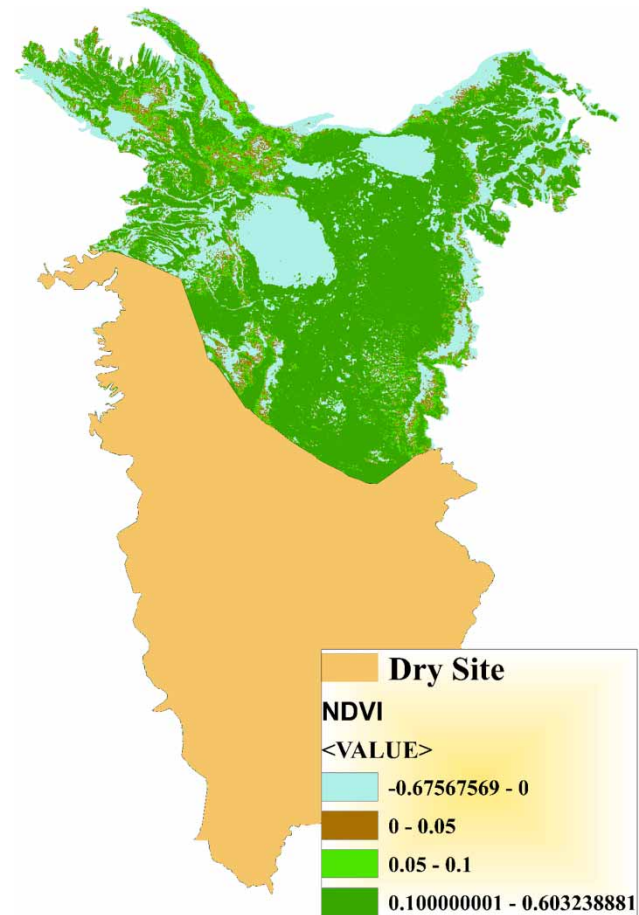 Dry Site
NDVI
<VALUE>
-0.67567569 - 0
0 - 0.05
0.05 - 0.1
0.100000001 - 0.603238881